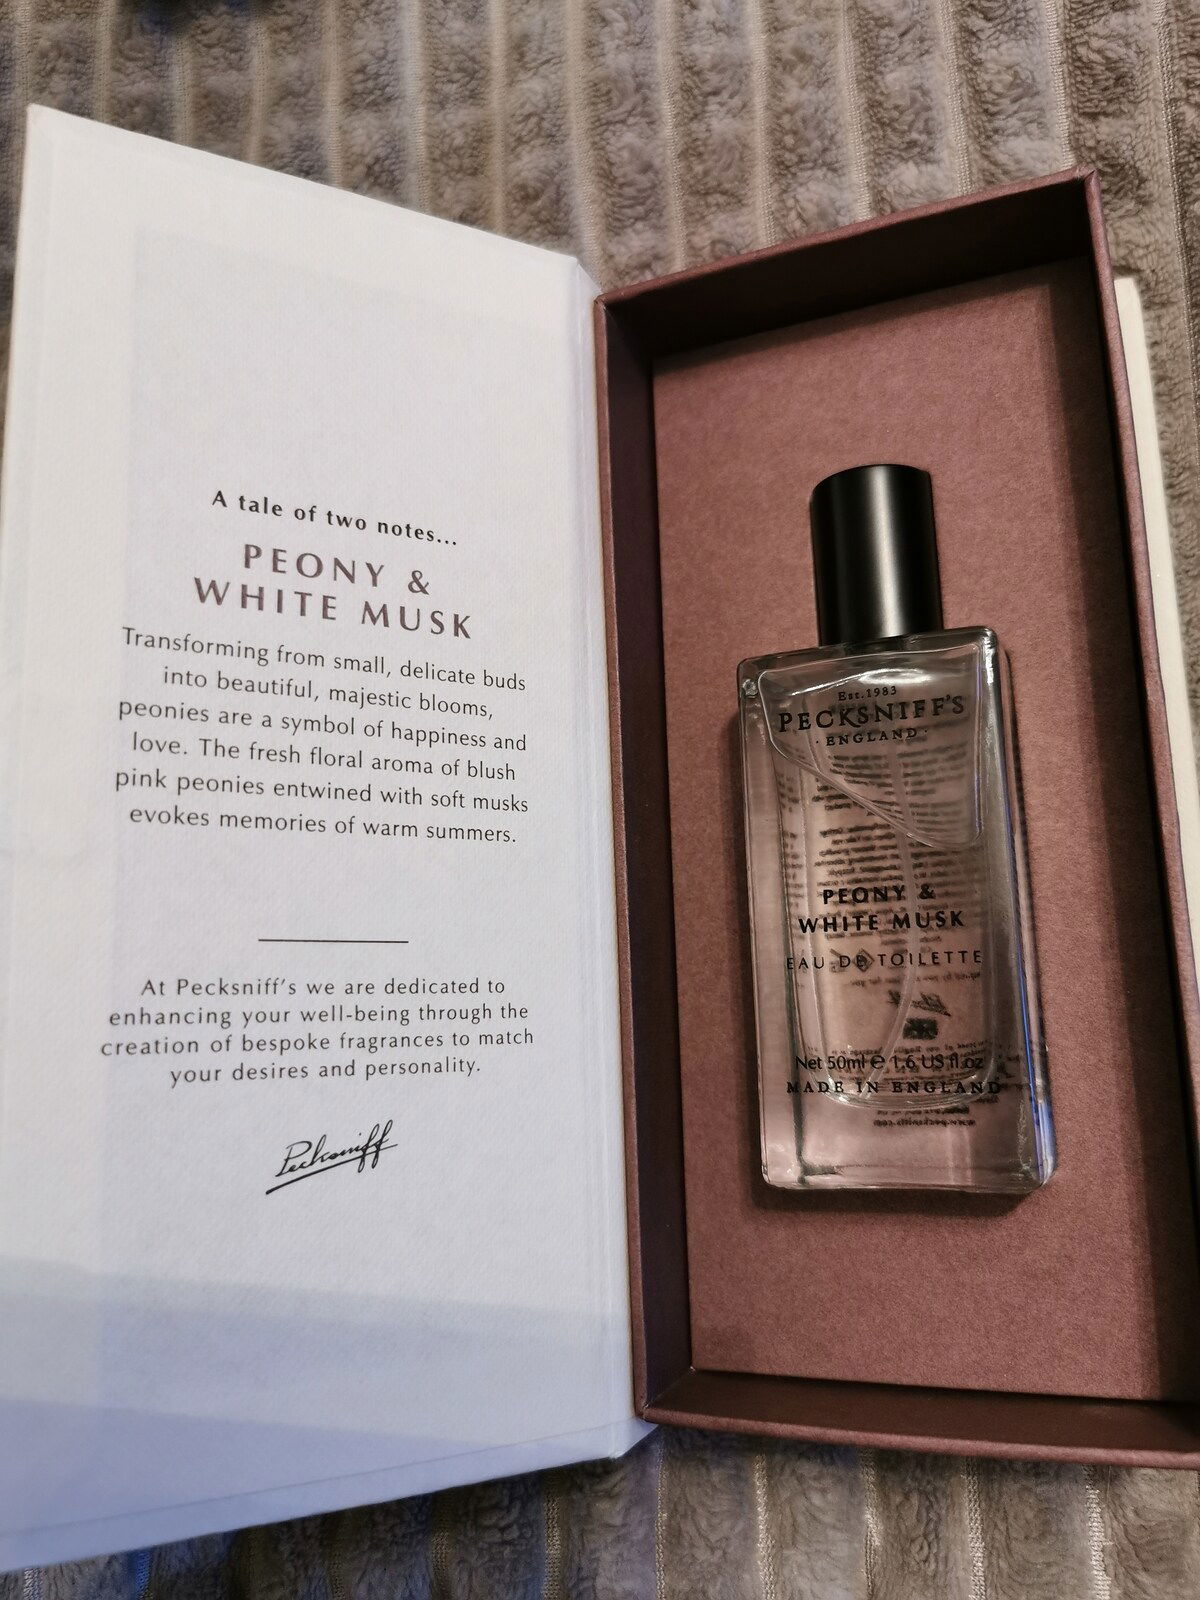 A tale of two notes...
PEONY &
WHITE MUSK
Transforming from small, delicate buds
into beautiful, majestic blooms,
peonies are a symbol of happiness and
love. The fresh floral aroma of blush
pink peonies entwined with soft musks
evokes memories of warm summers.
At Pecksniff's we are dedicated to
enhancing your well-being through the
creation of bespoke fragrances to match
your desires and personality.
Pecksniff
Est.1983
PECKSNIFF'S
·ENGLAND·
PEONY &
WHITE MUSK
EAU DE TOILETTE
Net 50ml ℮ 1.6 US fl.oz
MADE IN ENGLAND